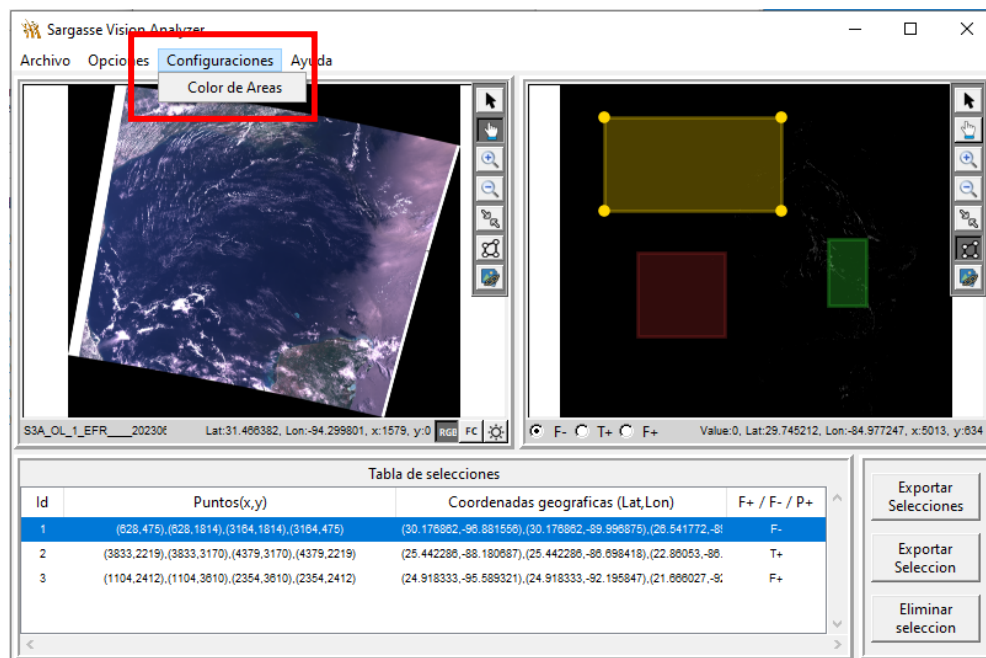 Sargasse Vision Analyzer
Archivo Opciones Configuraciones Ayuda
Color de Areas
S3A_OL_1_EFR____202306 Lat:31.466382, Lon:-94.299801, x:1579, y:0 RGB FC
F- T+ F+ Value:0, Lat:29.745212, Lon:-84.977247, x:5013, y:634
Tabla de selecciones
Id Puntos(x,y) Coordenadas geograficas (Lat,Lon) F+ / F- / P+
1 (628,475),(628,1814),(3164,1814),(3164,475) (30.176862,-96.881556),(30.176862,-89.996875),(26.541772,-8 F-
2 (3833,2219),(3833,3170),(4379,3170),(4379,2219) (25.442286,-88.180687),(25.442286,-86.698418),(22.86053,-86. T+
3 (1104,2412),(1104,3610),(2354,3610),(2354,2412) (24.918333,-95.589321),(24.918333,-92.195847),(21.666027,-92 F+
Exportar
Selecciones
Exportar
Seleccion
Eliminar
seleccion